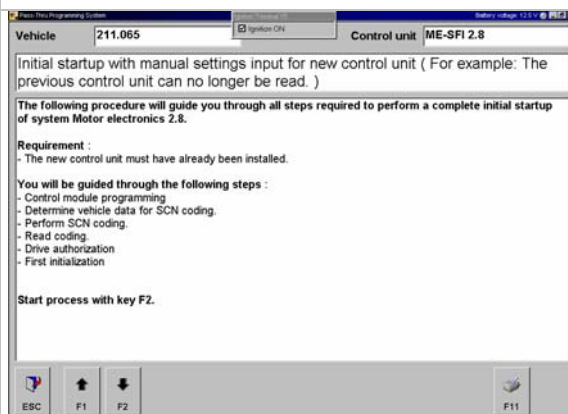 Pass-Thru Programming System
Ignition/Terminal 15
Battery voltage: 12.5 V
Ignition ON
Vehicle 211.065 Control unit ME-SFI 2.8
Initial startup with manual settings input for new control unit ( For example: The
previous control unit can no longer be read. )
The following procedure will guide you through all steps required to perform a complete initial startup
of system Motor electronics 2.8.
Requirement :
- The new control unit must have already been installed.
You will be guided through the following steps :
- Control module programming
- Determine vehicle data for SCN coding.
- Perform SCN coding.
- Read coding.
- Drive authorization
- First initialization
Start process with key F2.
ESC F1 F2 F11